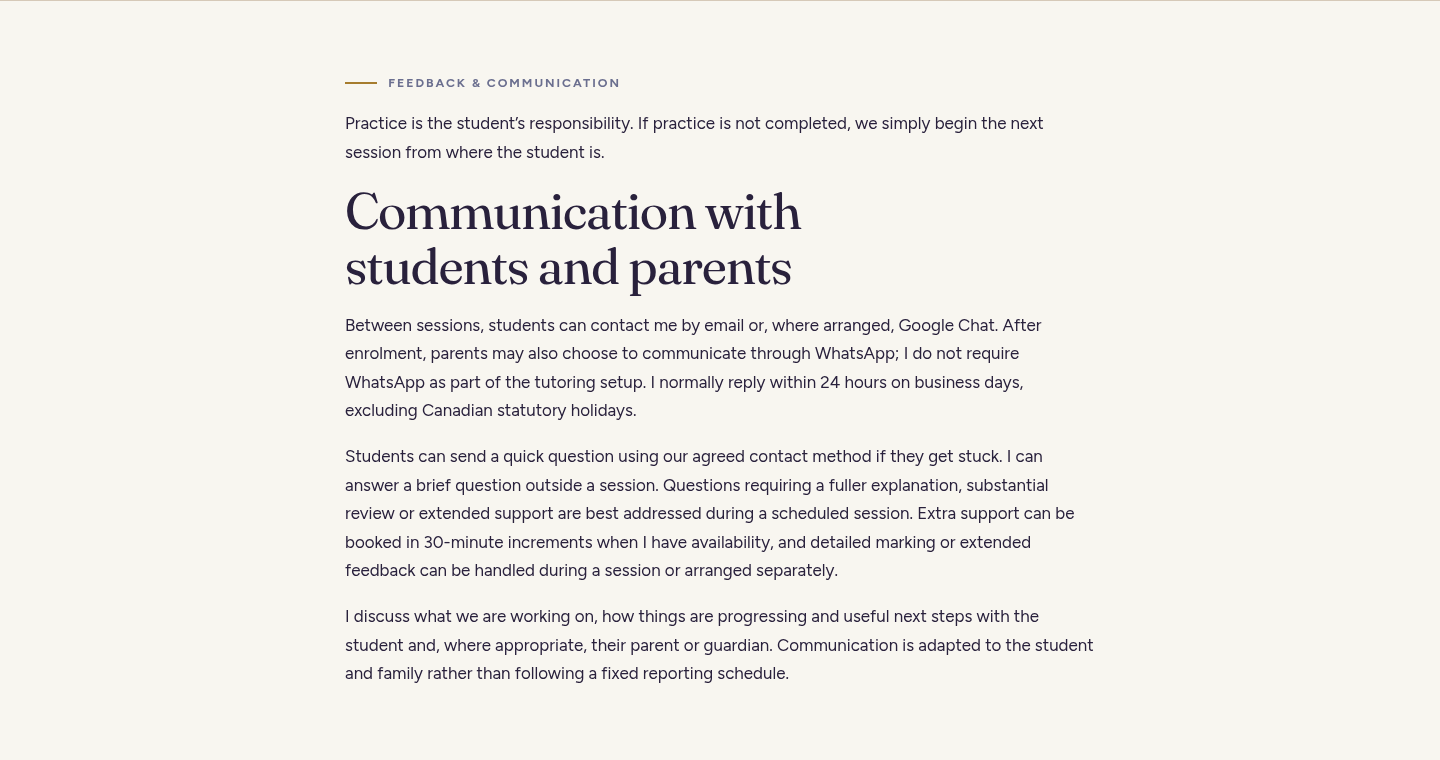 FEEDBACK & COMMUNICATION
Practice is the student’s responsibility. If practice is not completed, we simply begin the next
session from where the student is.
Communication with
students and parents
Between sessions, students can contact me by email or, where arranged, Google Chat. After
enrolment, parents may also choose to communicate through WhatsApp; I do not require
WhatsApp as part of the tutoring setup. I normally reply within 24 hours on business days,
excluding Canadian statutory holidays.
Students can send a quick question using our agreed contact method if they get stuck. I can
answer a brief question outside a session. Questions requiring a fuller explanation, substantial
review or extended support are best addressed during a scheduled session. Extra support can be
booked in 30-minute increments when I have availability, and detailed marking or extended
feedback can be handled during a session or arranged separately.
I discuss what we are working on, how things are progressing and useful next steps with the
student and, where appropriate, their parent or guardian. Communication is adapted to the student
and family rather than following a fixed reporting schedule.